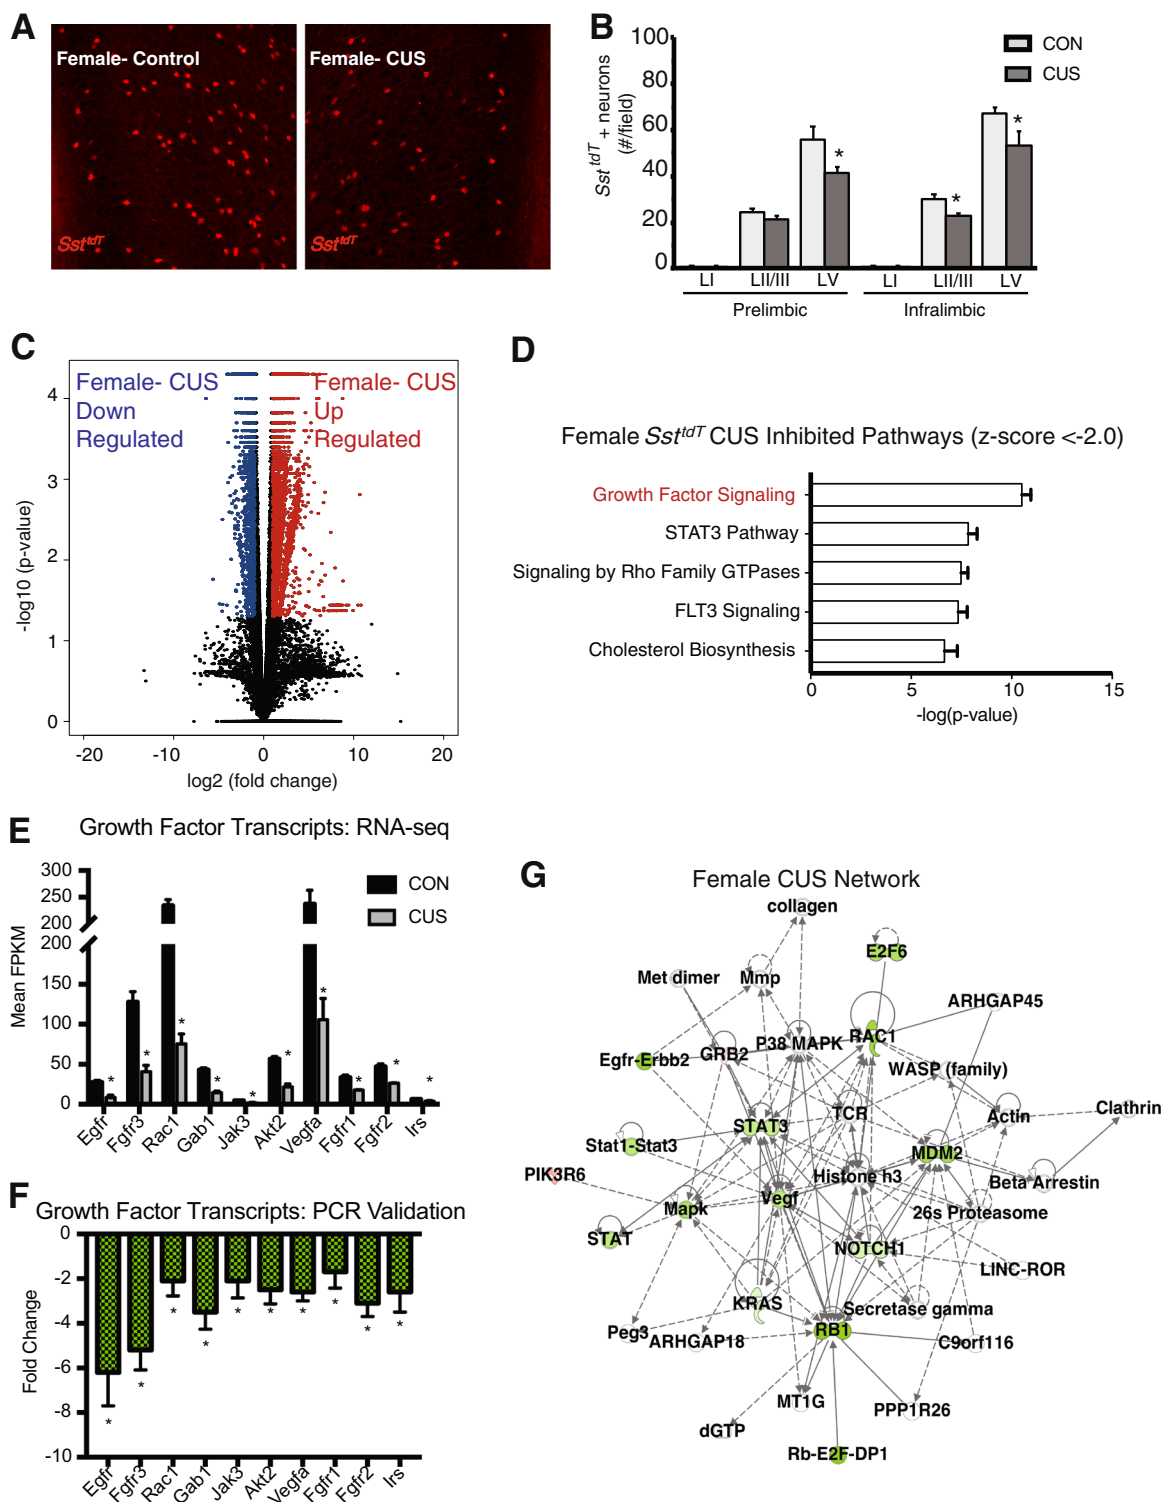 A
Female- Control
Female- CUS
Sst^tdT
Sst^tdT
B
Sst^tdT + neurons
(#/field)
100
80
60
40
20
0
CON
CUS
*
*
*
LI LII/III LV LI LII/III LV
Prelimbic Infralimbic
C
Female- CUS
Down
Regulated
Female- CUS
Up
Regulated
-log10 (p-value)
4
3
2
1
0
-20 -10 0 10 20
log2 (fold change)
D
Female Sst^tdT CUS Inhibited Pathways (z-score <-2.0)
Growth Factor Signaling
STAT3 Pathway
Signaling by Rho Family GTPases
FLT3 Signaling
Cholesterol Biosynthesis
0 5 10 15
-log(p-value)
E
Growth Factor Transcripts: RNA-seq
Mean FPKM
300
250
200
200
150
100
50
0
CON
CUS
* * * * * * * * * *
Egfr Fgfr3 Rac1 Gab1 Jak3 Akt2 Vegfa Fgfr1 Fgfr2 Irs
F
Growth Factor Transcripts: PCR Validation
Fold Change
0
-2
-4
-6
-8
-10
* * * * * * * * * *
Egfr Fgfr3 Rac1 Gab1 Jak3 Akt2 Vegfa Fgfr1 Fgfr2 Irs
G
Female CUS Network
collagen
E2F6
Met dimer
Mmp
ARHGAP45
Egfr-Erbb2
GRB2
P38 MAPK
RAC1
WASP (family)
STAT3
TCR
Actin
Clathrin
Stat1-Stat3
MDM2
PIK3R6
Histone h3
Beta Arrestin
Mapk
Vegf
26s Proteasome
STAT
NOTCH1
LINC-ROR
KRAS
Secretase gamma
Peg3
ARHGAP18
RB1
C9orf116
MT1G
PPP1R26
dGTP
Rb-E2F-DP1